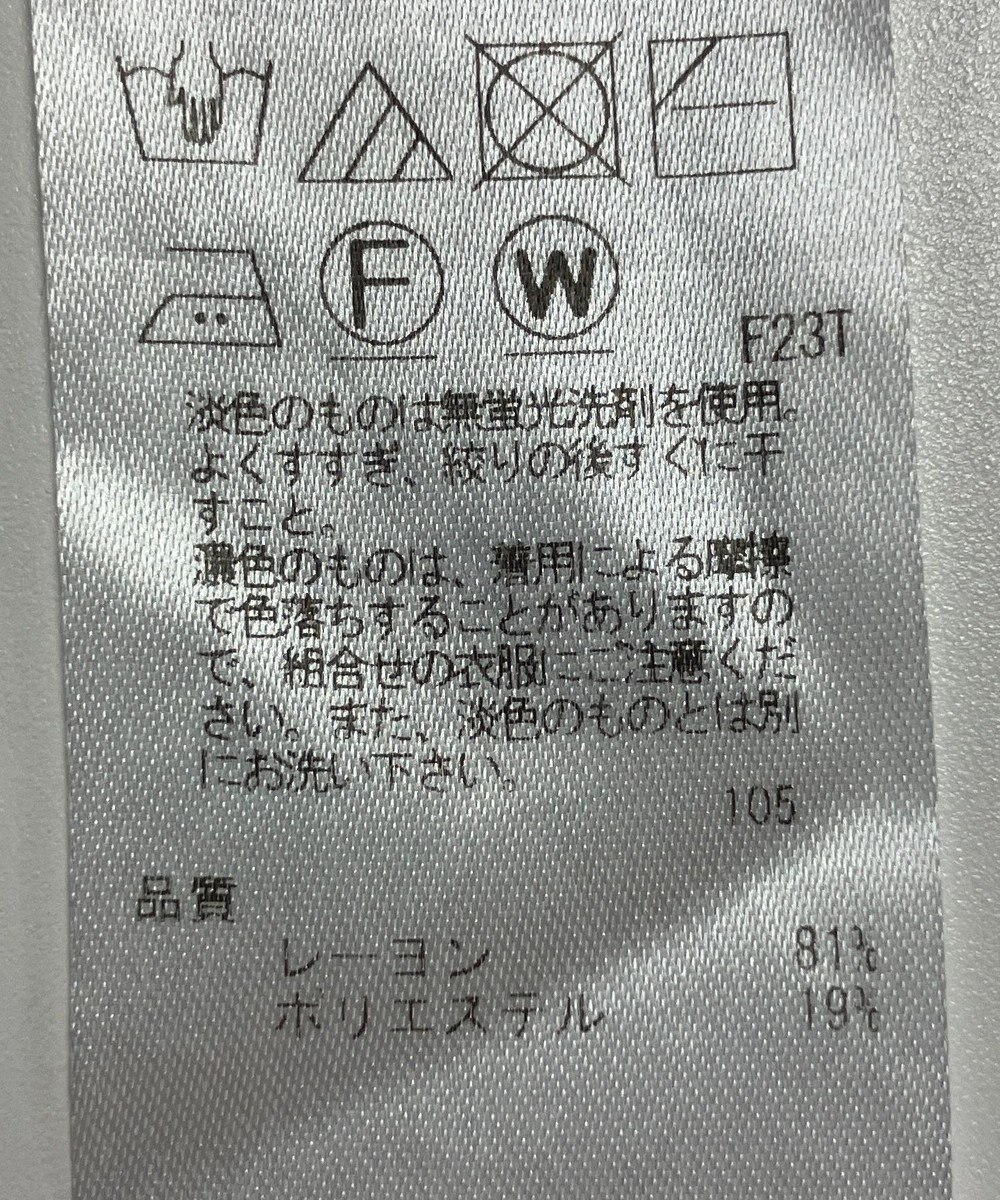 F
W
F23T
淡色のものは無蛍光洗剤を使用。
よくすすぎ、絞りの後すぐに干
すこと。
濃色のものは、着用による摩擦
で色落ちすることがありますの
で、組合せの衣服にご注意くだ
さい。また、淡色のものとは別
にお洗い下さい。
105
品質
レーヨン 81%
ポリエステル 19%